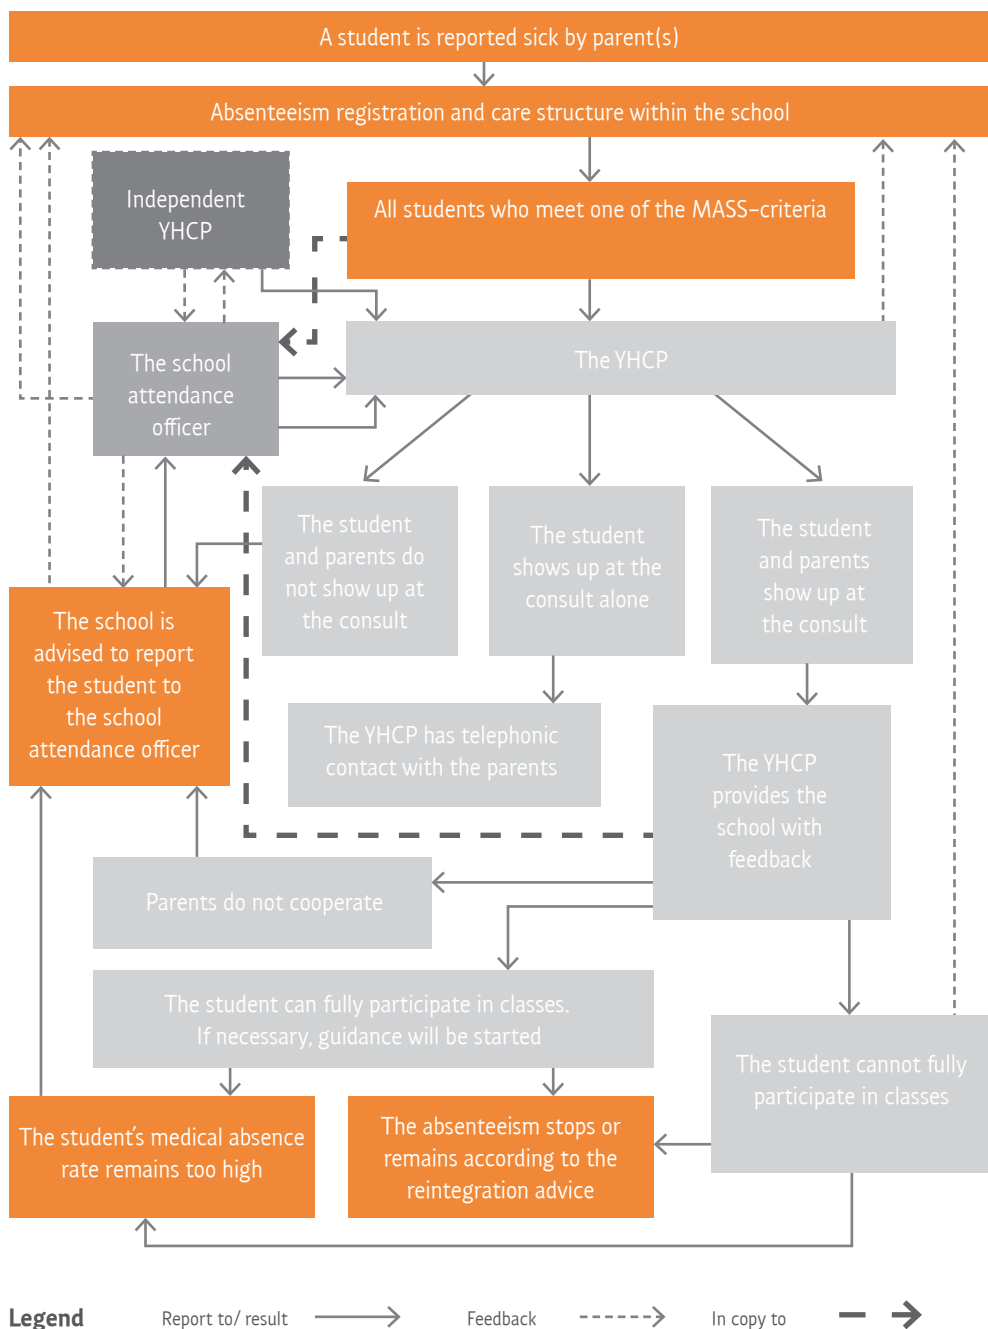 A student is reported sick by parent(s)
Absenteeism registration and care structure within the school
Independent
YHCP
All students who meet one of the MASS-criteria
The school
attendance
officer
The YHCP
The student
and parents do
not show up at
the consult
The student
shows up at the
consult alone
The student
and parents
show up at
the consult
The school is
advised to report
the student to
the school
attendance officer
The YHCP has telephonic
contact with the parents
The YHCP
provides the
school with
feedback
Parents do not cooperate
The student can fully participate in classes.
If necessary, guidance will be started
The student cannot fully
participate in classes
The student's medical absence
rate remains too high
The absenteeism stops or
remains according to the
reintegration advice
Legend
Report to/ result
Feedback
In copy to